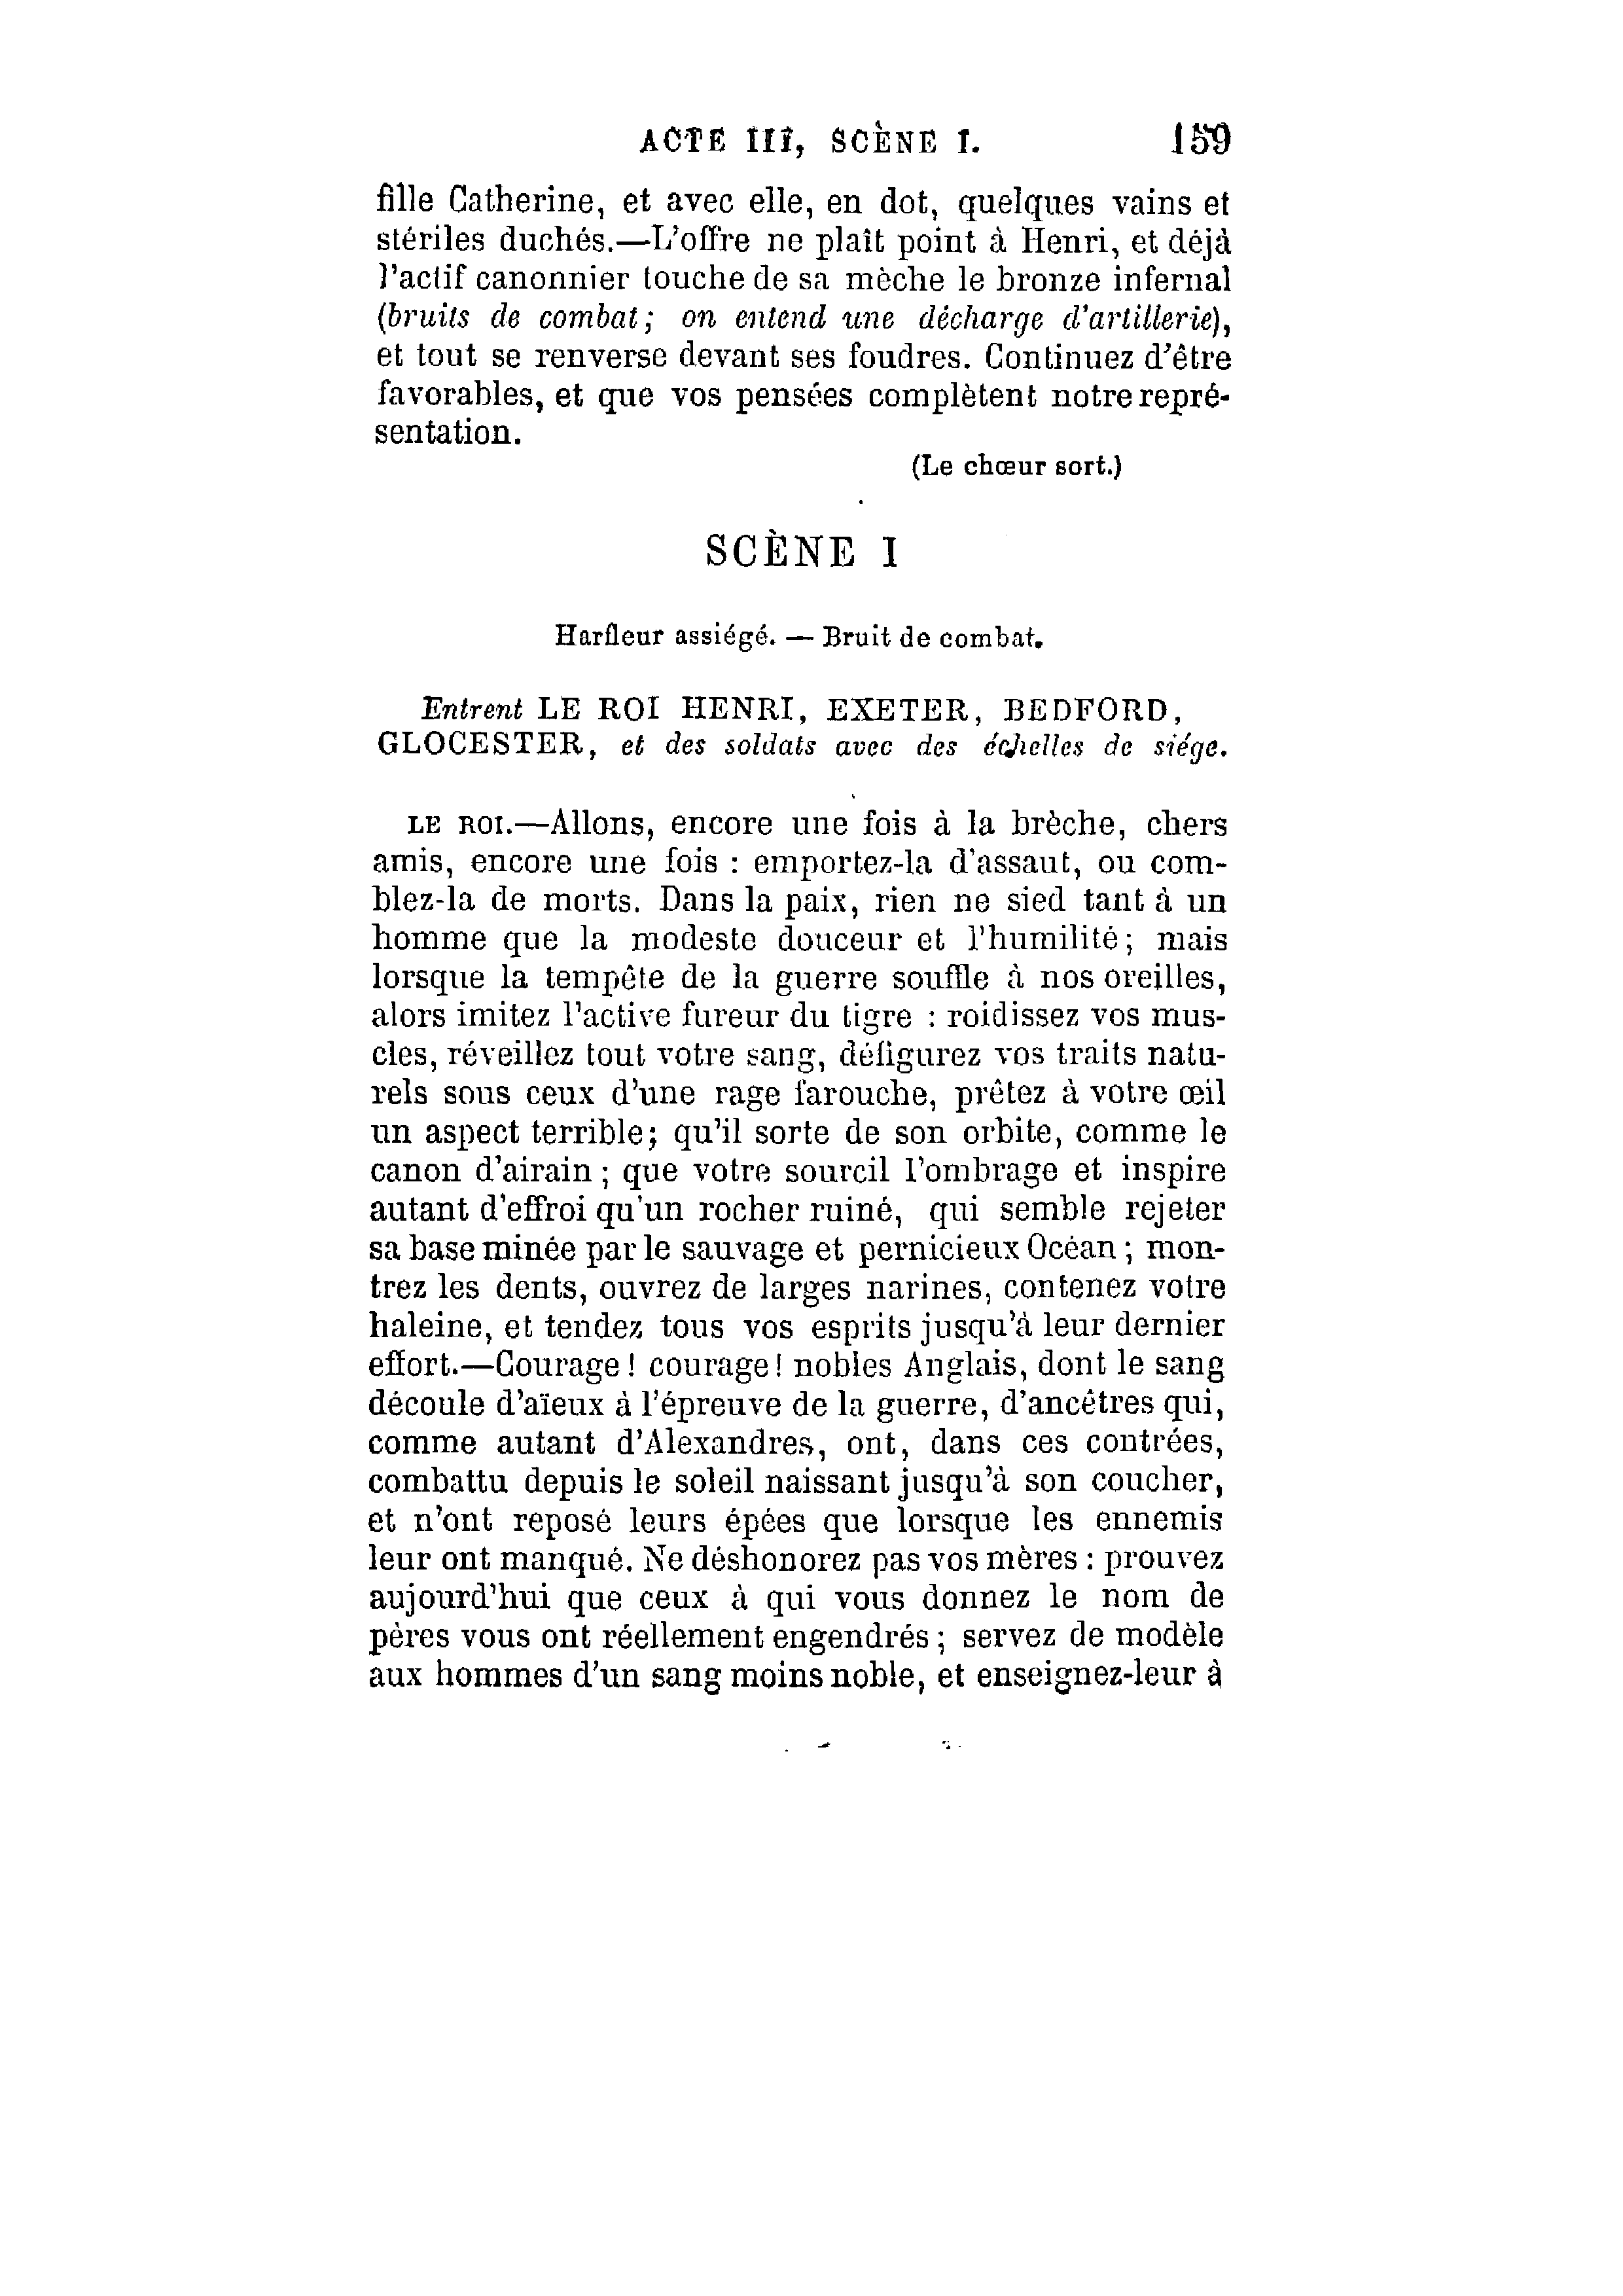 ACTE III, SCÈNE I. 159
fille Catherine, et avec elle, en dot, quelques vains et
stériles duchés.—L'offre ne plaît point à Henri, et déjà
l'actif canonnier touche de sa mèche le bronze infernal
(bruits de combat; on entend une décharge d'artillerie),
et tout se renverse devant ses foudres. Continuez d'être
favorables, et que vos pensées complètent notre repré-
sentation.
(Le chœur sort.)
SCÈNE I
Harfleur assiégé. — Bruit de combat.
Entrent LE ROI HENRI, EXETER, BEDFORD,
GLOCESTER, et des soldats avec des échelles de siége.
LE ROI.—Allons, encore une fois à la brèche, chers
amis, encore une fois : emportez-la d'assaut, ou com-
blez-la de morts. Dans la paix, rien ne sied tant à un
homme que la modeste douceur et l'humilité; mais
lorsque la tempête de la guerre souffle à nos oreilles,
alors imitez l'active fureur du tigre : roidissez vos mus-
cles, réveillez tout votre sang, défigurez vos traits natu-
rels sous ceux d'une rage farouche, prêtez à votre œil
un aspect terrible; qu'il sorte de son orbite, comme le
canon d'airain ; que votre sourcil l'ombrage et inspire
autant d'effroi qu'un rocher ruiné, qui semble rejeter
sa base minée par le sauvage et pernicieux Océan ; mon-
trez les dents, ouvrez de larges narines, contenez votre
haleine, et tendez tous vos esprits jusqu'à leur dernier
effort.—Courage ! courage ! nobles Anglais, dont le sang
découle d'aïeux à l'épreuve de la guerre, d'ancêtres qui,
comme autant d'Alexandres, ont, dans ces contrées,
combattu depuis le soleil naissant jusqu'à son coucher,
et n'ont reposé leurs épées que lorsque les ennemis
leur ont manqué. Ne déshonorez pas vos mères : prouvez
aujourd'hui que ceux à qui vous donnez le nom de
pères vous ont réellement engendrés ; servez de modèle
aux hommes d'un sang moins noble, et enseignez-leur à